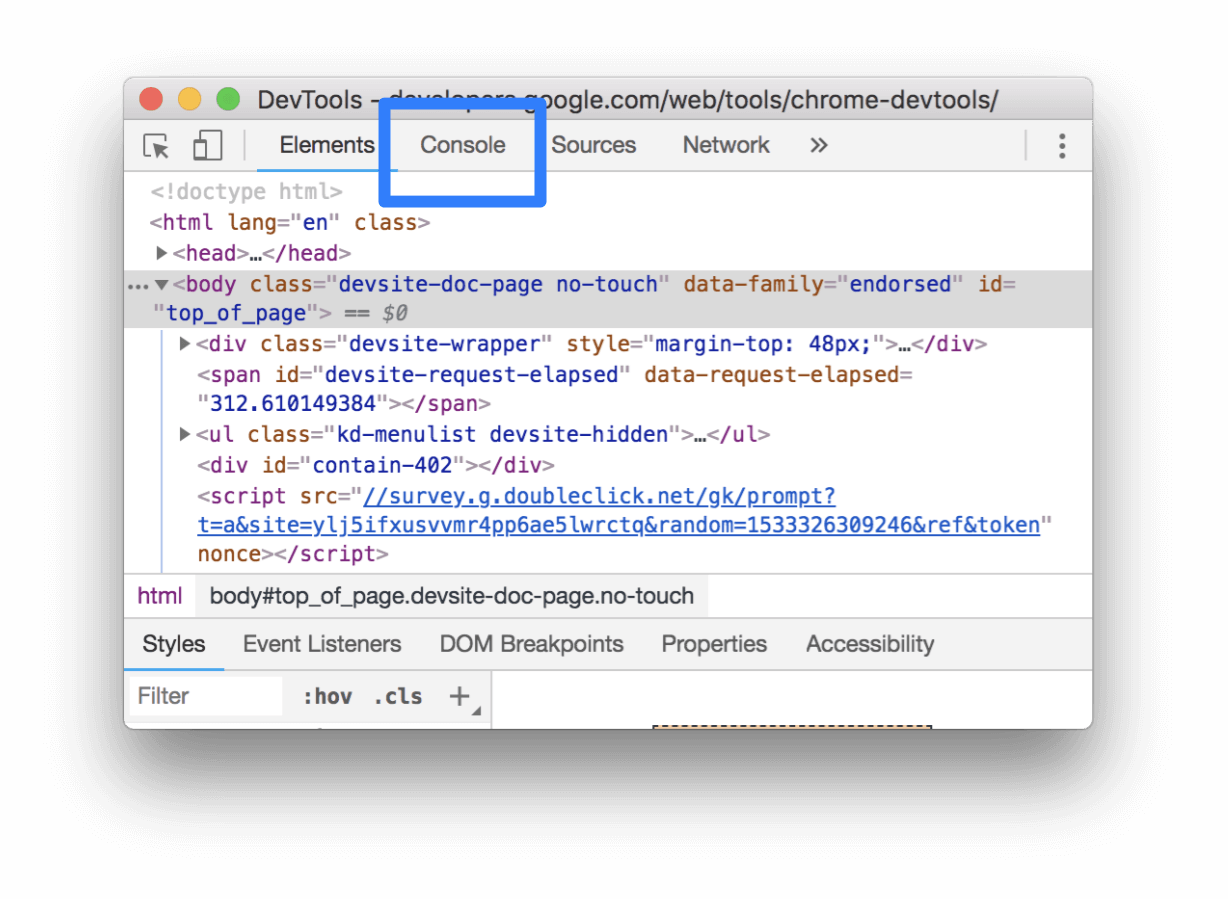 DevTools - developers.google.com/web/tools/chrome-devtools/
Elements Console Sources Network »
<!doctype html>
<html lang="en" class>
▶<head>…</head>
…▼<body class="devsite-doc-page no-touch" data-family="endorsed" id=
"top_of_page"> == $0
▶<div class="devsite-wrapper" style="margin-top: 48px;">…</div>
<span id="devsite-request-elapsed" data-request-elapsed=
"312.610149384"></span>
▶<ul class="kd-menulist devsite-hidden">…</ul>
<div id="contain-402"></div>
<script src="//survey.g.doubleclick.net/gk/prompt?
t=a&site=ylj5ifxusvvmr4pp6ae5lwrctq&random=1533326309246&ref&token"
nonce></script>
html body#top_of_page.devsite-doc-page.no-touch
Styles Event Listeners DOM Breakpoints Properties Accessibility
Filter :hov .cls +